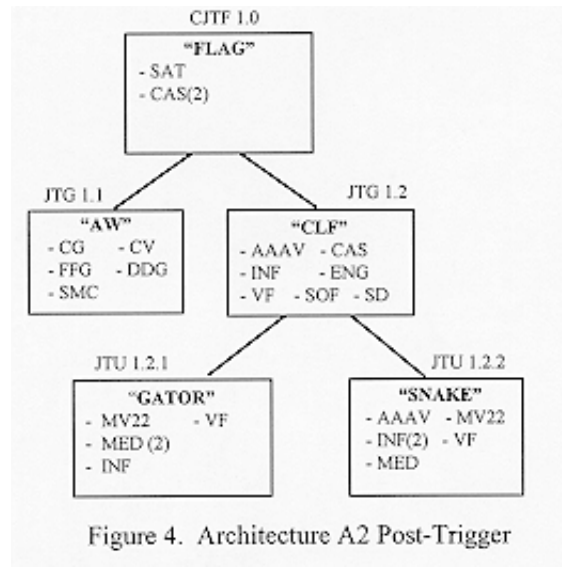 CJTF 1.0
"FLAG"
- SAT
- CAS(2)
JTG 1.1
"AW"
- CG - CV
- FFG - DDG
- SMC
JTG 1.2
"CLF"
- AAAV - CAS
- INF - ENG
- VF - SOF - SD
JTU 1.2.1
"GATOR"
- MV22 - VF
- MED (2)
- INF
JTU 1.2.2
"SNAKE"
- AAAV - MV22
- INF(2) - VF
- MED
Figure 4. Architecture A2 Post-Trigger